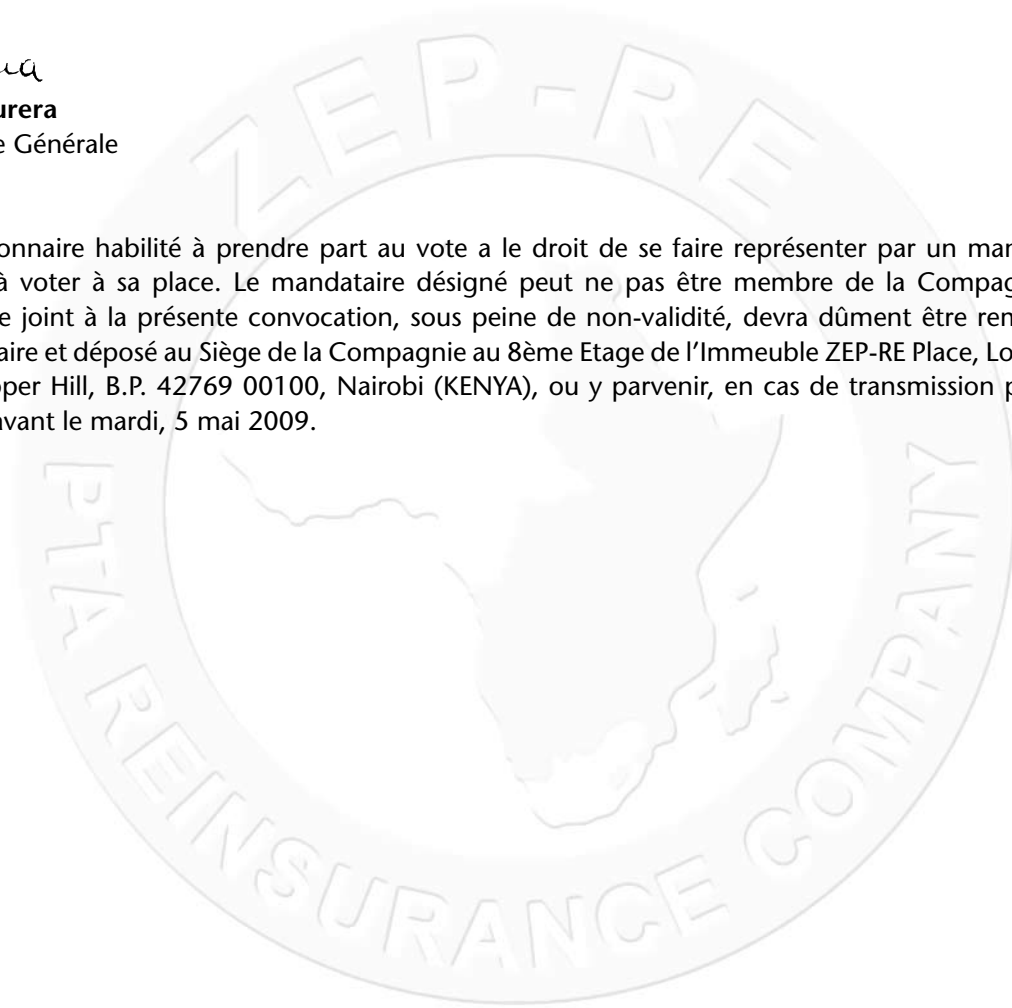 urera
e Générale
onnaire habilité à prendre part au vote a le droit de se faire représenter par un man
à voter à sa place. Le mandataire désigné peut ne pas être membre de la Compag
e joint à la présente convocation, sous peine de non-validité, devra dûment être ren
aire et déposé au Siège de la Compagnie au 8ème Etage de l'Immeuble ZEP-RE Place, Lo
pper Hill, B.P. 42769 00100, Nairobi (KENYA), ou y parvenir, en cas de transmission p
avant le mardi, 5 mai 2009.
ZEP-RE
PTA REINSURANCE COMPANY